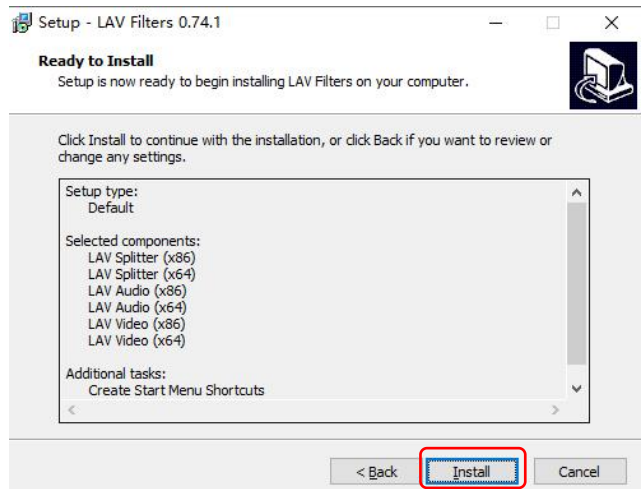 Setup - LAV Filters 0.74.1
Ready to Install
Setup is now ready to begin installing LAV Filters on your computer.
Click Install to continue with the installation, or click Back if you want to review or
change any settings.
Setup type:
Default
Selected components:
LAV Splitter (x86)
LAV Splitter (x64)
LAV Audio (x86)
LAV Audio (x64)
LAV Video (x86)
LAV Video (x64)
Additional tasks:
Create Start Menu Shortcuts
< Back Install Cancel